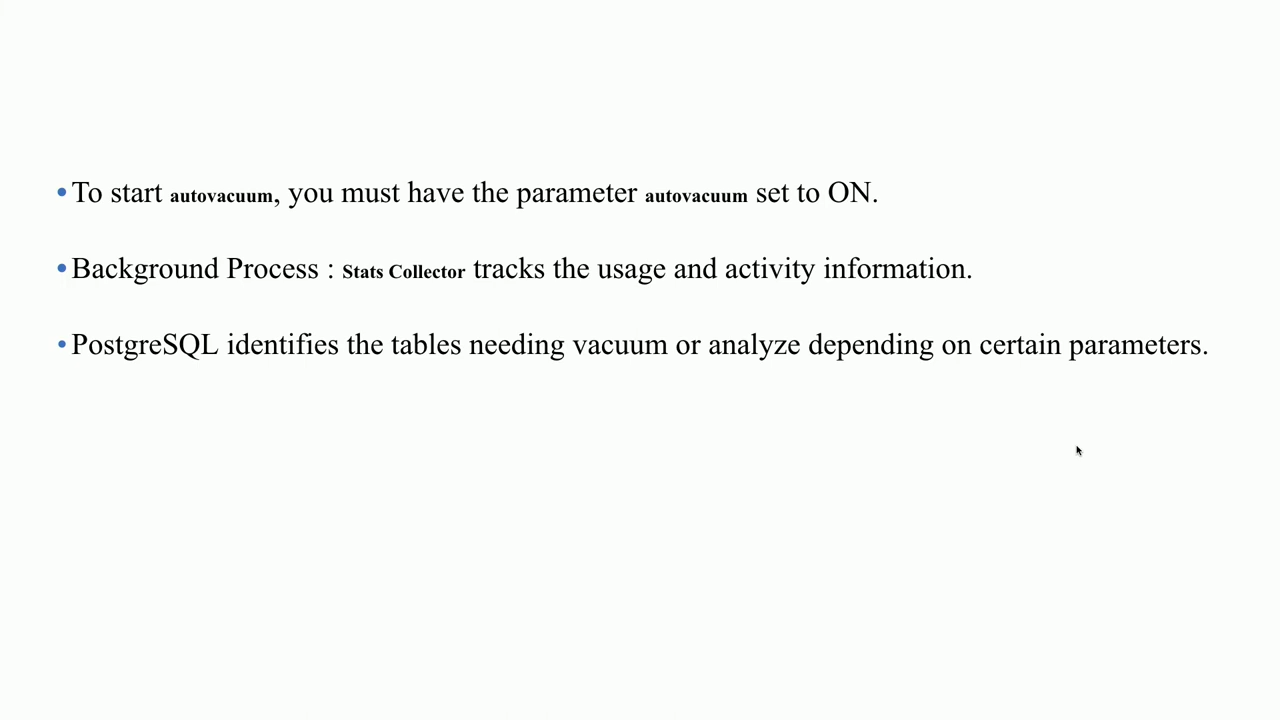 •To start autovacuum, you must have the parameter autovacuum set to ON.
•Background Process : Stats Collector tracks the usage and activity information.
•PostgreSQL identifies the tables needing vacuum or analyze depending on certain parameters.